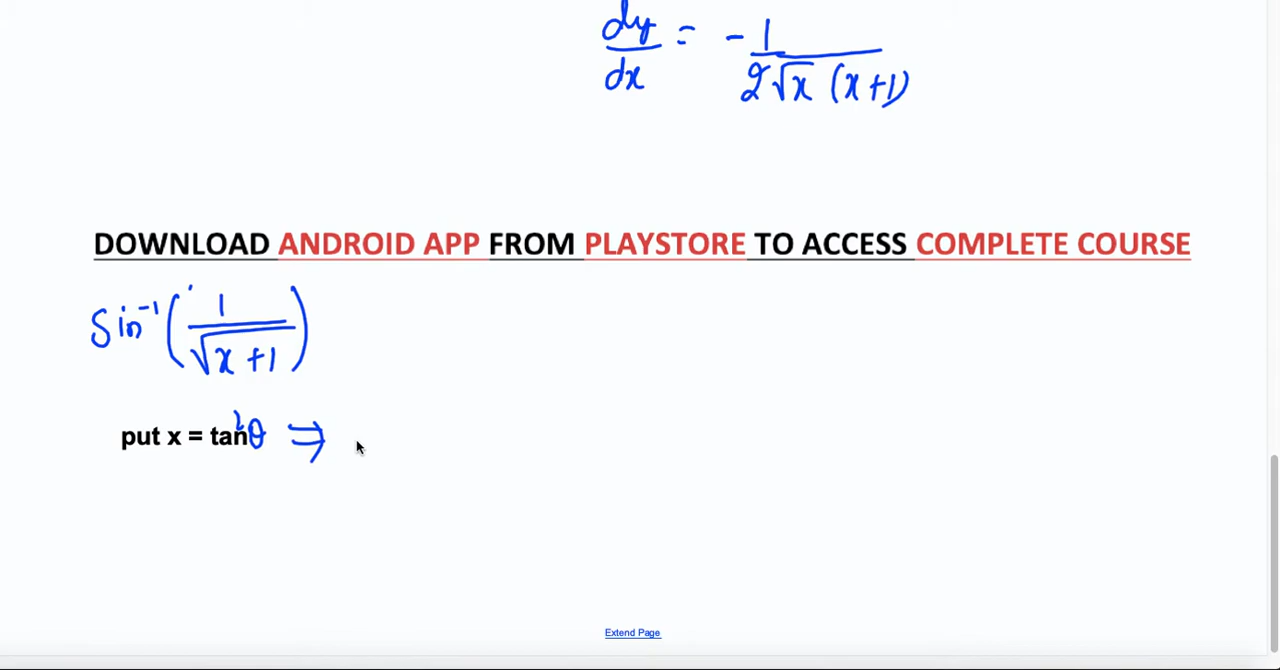 dy/dx = - 1/(2√x (x+1))
DOWNLOAD ANDROID APP FROM PLAYSTORE TO ACCESS COMPLETE COURSE
Sin⁻¹(1/√(x+1))
put x = tan²θ ⇒
Extend Page